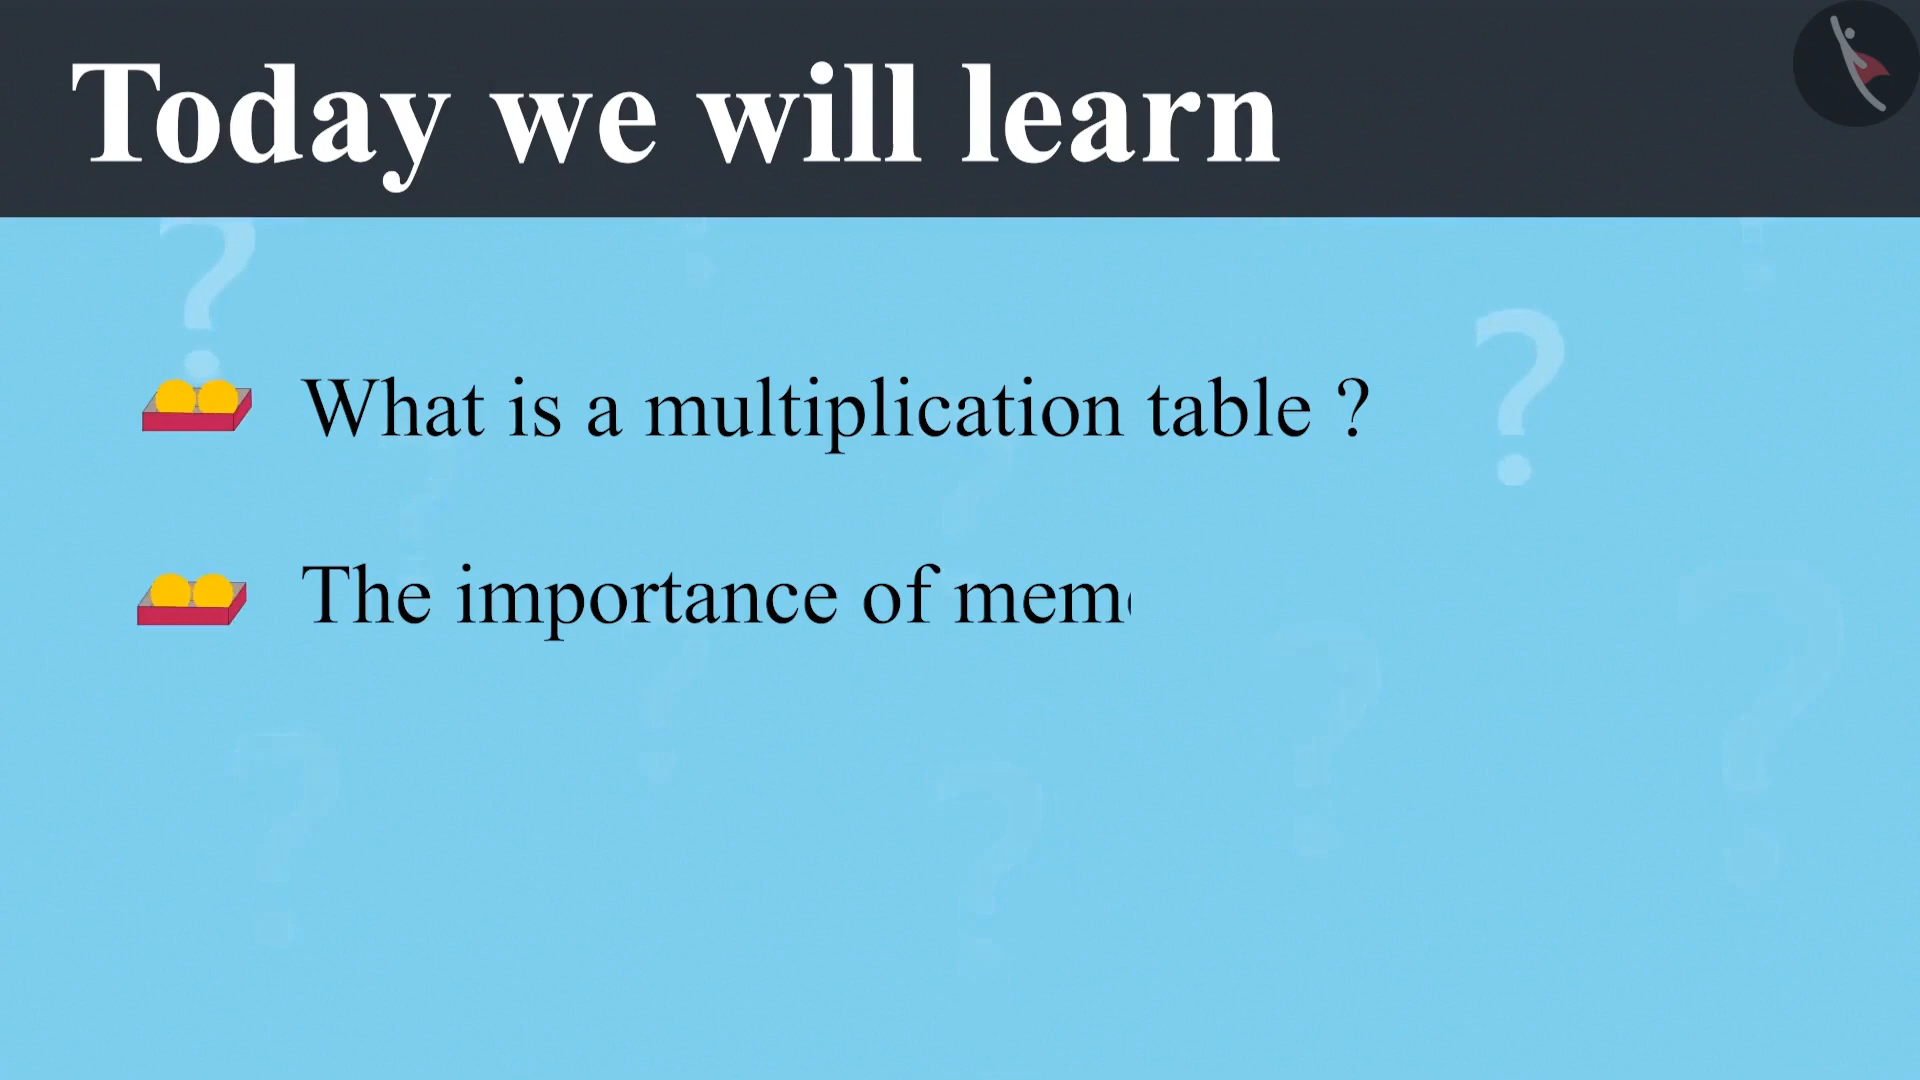 Today we will learn
What is a multiplication table ?
The importance of mem